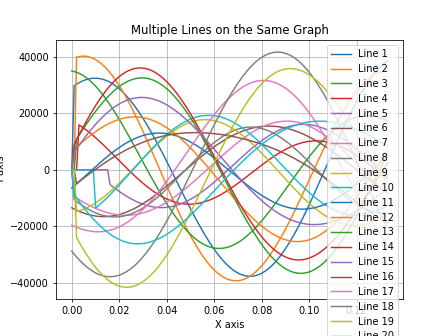 Multiple Lines on the Same Graph
40000
20000
0
−20000
−40000
0.00
0.02
0.04
0.06
0.08
0.10
X axis
axis
Line 1
Line 2
Line 3
Line 4
Line 5
Line 6
Line 7
Line 8
Line 9
Line 10
Line 11
Line 12
Line 13
Line 14
Line 15
Line 16
Line 17
Line 18
Line 19
Line 20